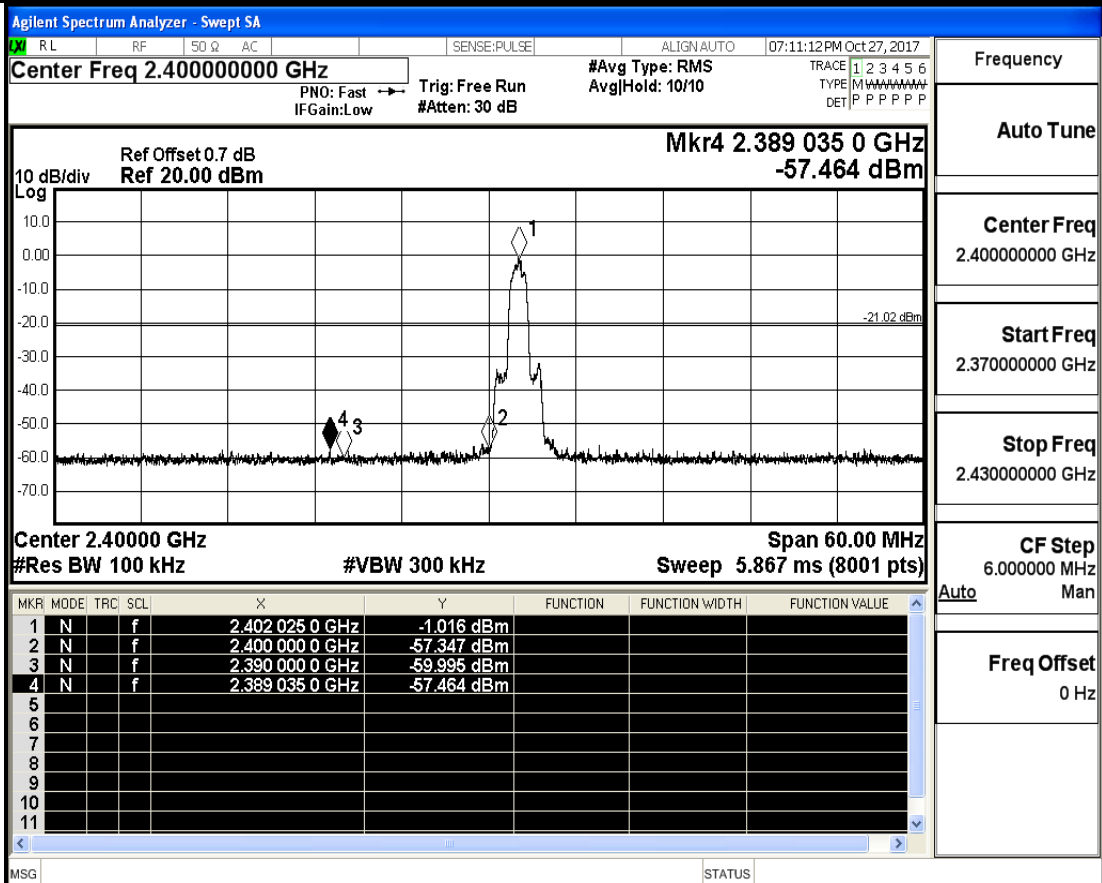 Agilent Spectrum Analyzer - Swept SA
LXI RL RF 50 Ω AC SENSE:PULSE ALIGN AUTO 07:11:12 PM Oct 27, 2017
Center Freq 2.400000000 GHz
PNO: Fast
IFGain:Low
Trig: Free Run
#Atten: 30 dB
#Avg Type: RMS
Avg|Hold: 10/10
TRACE 1 2 3 4 5 6
TYPE M W W W W W
DET P P P P P P
Ref Offset 0.7 dB
Ref 20.00 dBm
10 dB/div
Log
Mkr4 2.389 035 0 GHz
-57.464 dBm
10.0
0.00
-10.0
-20.0
-30.0
-40.0
-50.0
-60.0
-70.0
1
-21.02 dBm
4
3
2
Center 2.40000 GHz Span 60.00 MHz
#Res BW 100 kHz #VBW 300 kHz Sweep 5.867 ms (8001 pts)
MKR MODE TRC SCL X Y FUNCTION FUNCTION WIDTH FUNCTION VALUE
1 N f 2.402 025 0 GHz -1.016 dBm
2 N f 2.400 000 0 GHz -57.347 dBm
3 N f 2.390 000 0 GHz -59.995 dBm
4 N f 2.389 035 0 GHz -57.464 dBm
5
6
7
8
9
10
11
MSG STATUS
Frequency
Auto Tune
Center Freq
2.400000000 GHz
Start Freq
2.370000000 GHz
Stop Freq
2.430000000 GHz
CF Step
6.000000 MHz
Auto Man
Freq Offset
0 Hz